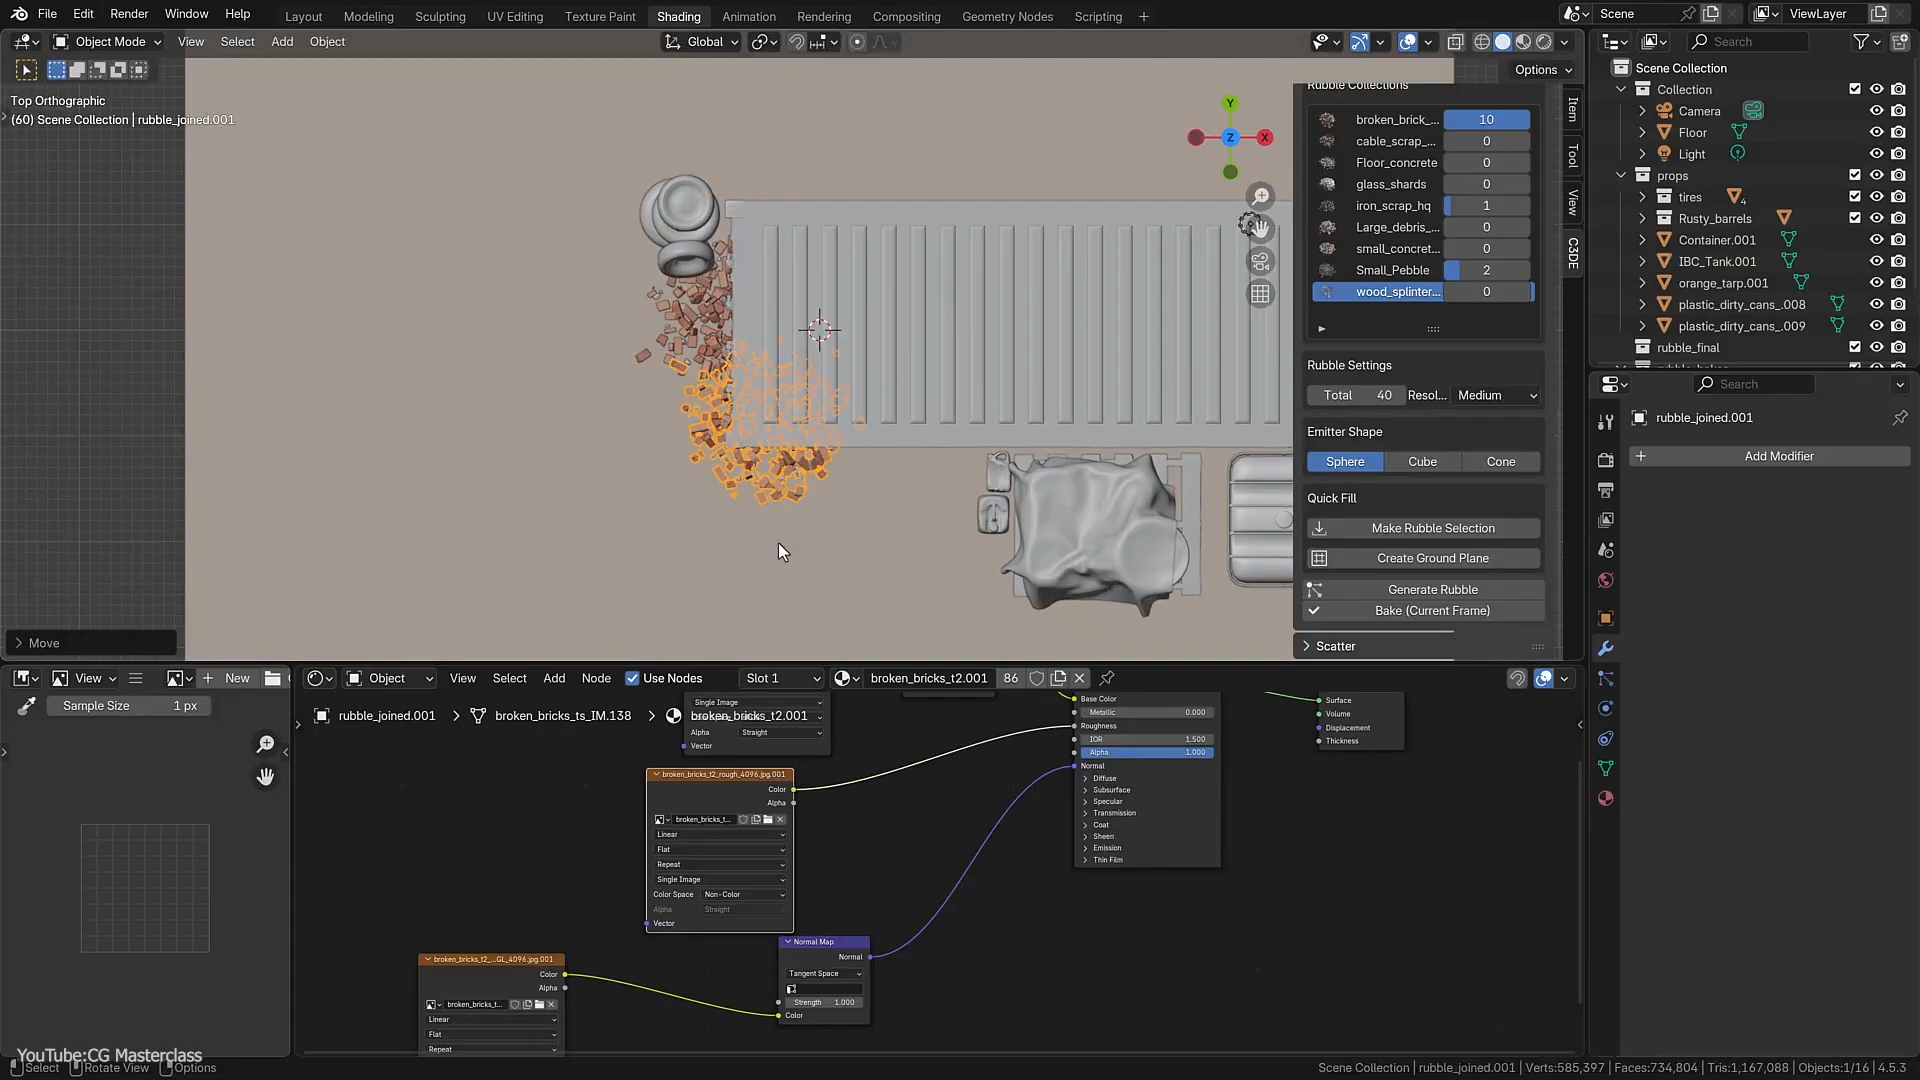 File Edit Render Window Help Layout Modeling Sculpting UV Editing Texture Paint Shading Animation Rendering Compositing Geometry Nodes Scripting + Scene ViewLayer
Object Mode View Select Add Object Global Search
Options
Top Orthographic
(60) Scene Collection | rubble_joined.001
Y
X
Z
Move
Rubble Collections
broken_brick_... 10
cable_scrap_... 0
Floor_concrete 0
glass_shards 0
iron_scrap_hq 1
Large_debris_... 0
small_concret... 0
Small_Pebble 2
wood_splinter... 0
Rubble Settings
Total 40 Resol... Medium
Emitter Shape
Sphere Cube Cone
Quick Fill
Make Rubble Selection
Create Ground Plane
Generate Rubble
Bake (Current Frame)
Scatter
Item
Tool
View
C3DE
Scene Collection
Collection
Camera
Floor
Light
props
tires 4
Rusty_barrels
Container.001
IBC_Tank.001
orange_tarp.001
plastic_dirty_cans_.008
plastic_dirty_cans_.009
rubble_final
Search
rubble_joined.001
+ Add Modifier
View + New
Sample Size 1 px
Object View Select Add Node Use Nodes Slot 1 broken_bricks_t2.001 86
rubble_joined.001 > broken_bricks_ts_IM.138 > broken_bricks_t2.001
Single Image
Alpha Straight
Vector
broken_bricks_t2_rough_4096.jpg.001
Color
Alpha
broken_bricks_t...
Linear
Flat
Repeat
Single Image
Color Space Non-Color
Alpha Straight
Vector
broken_bricks_t2_...GL_4096.jpg.001
Color
Alpha
broken_bricks_t...
Linear
Flat
Repeat
Normal Map
Normal
Tangent Space
Strength 1.000
Color
Base Color
Metallic 0.000
Roughness
IOR 1.500
Alpha 1.000
Normal
Diffuse
Subsurface
Specular
Transmission
Coat
Sheen
Emission
Thin Film
Surface
Volume
Displacement
Thickness
YouTube:CG Masterclass
Select Rotate View Options
Scene Collection | rubble_joined.001 | Verts:585,397 | Faces:734,804 | Tris:1,167,088 | Objects:1/16 | 4.5.3